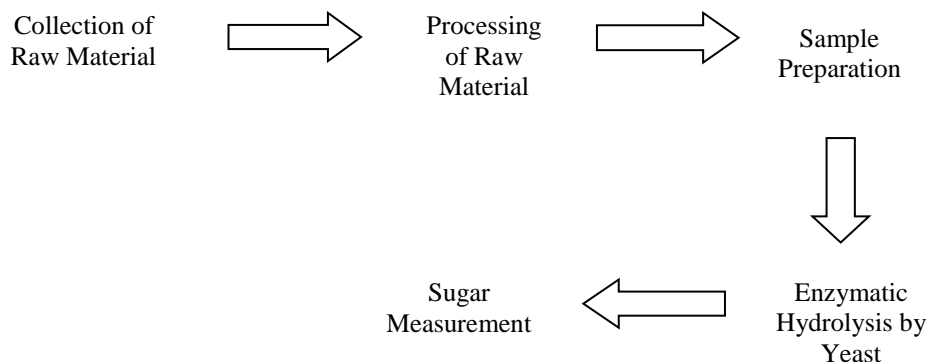 Collection of
Raw Material
Processing
of Raw
Material
Sample
Preparation
Enzymatic
Hydrolysis by
Yeast
Sugar
Measurement